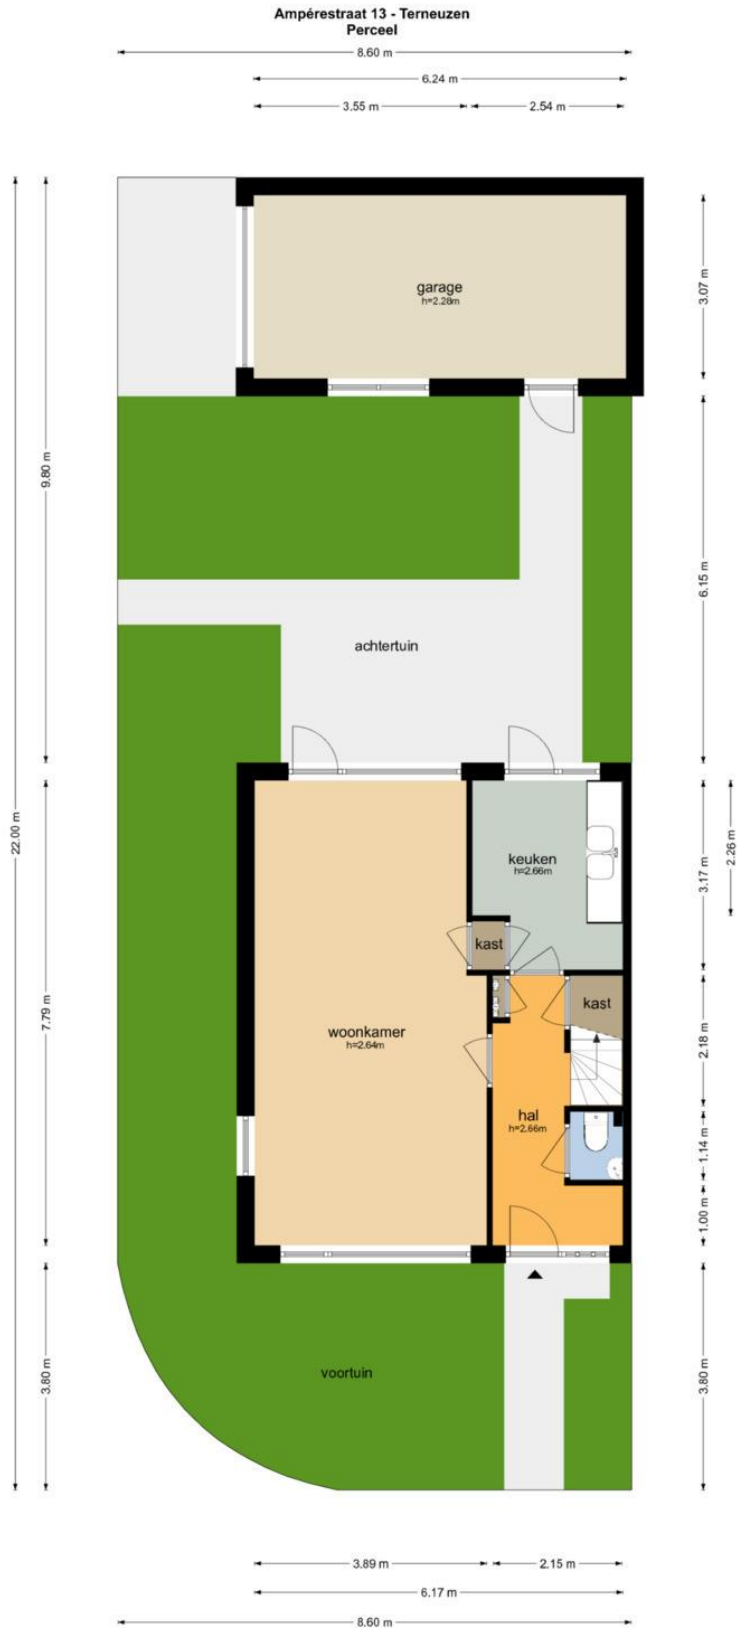 Ampérestraat 13 - Terneuzen
Perceel
8.60 m
6.24 m
3.55 m
2.54 m
garage
h=2.28m
3.07 m
9.80 m
6.15 m
achtertuin
22.00 m
keuken
h=2.66m
3.17 m
2.26 m
kast
kast
woonkamer
h=2.64m
7.79 m
2.18 m
hal
h=2.66m
1.14 m
1.00 m
voortuin
3.80 m
3.80 m
3.89 m
2.15 m
6.17 m
8.60 m